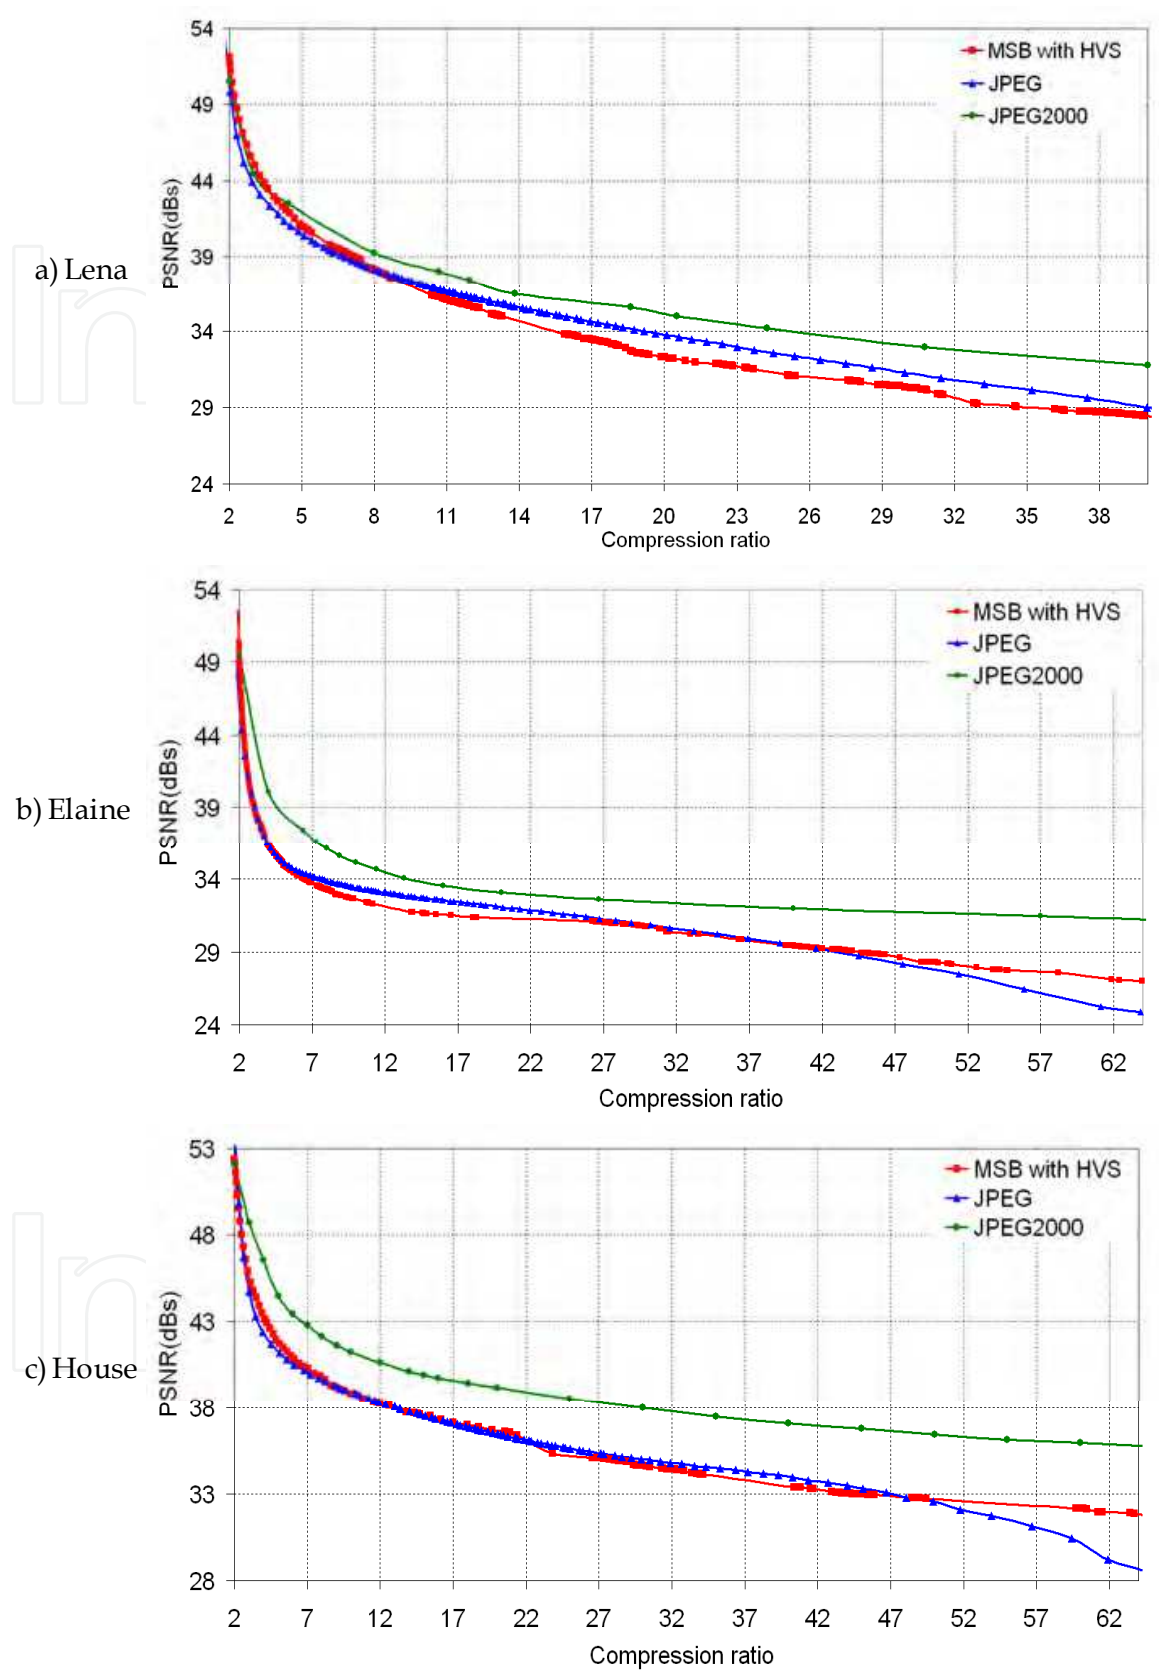 54
49
44
39
34
29
24
PSNR(dBs)
MSB with HVS
JPEG
JPEG2000
a) Lena
2 5 8 11 14 17 20 23 26 29 32 35 38
Compression ratio
54
49
44
39
34
29
24
PSNR(dBs)
MSB with HVS
JPEG
JPEG2000
b) Elaine
2 7 12 17 22 27 32 37 42 47 52 57 62
Compression ratio
53
48
43
38
33
28
PSNR(dBs)
MSB with HVS
JPEG
JPEG2000
c) House
2 7 12 17 22 27 32 37 42 47 52 57 62
Compression ratio
In
In